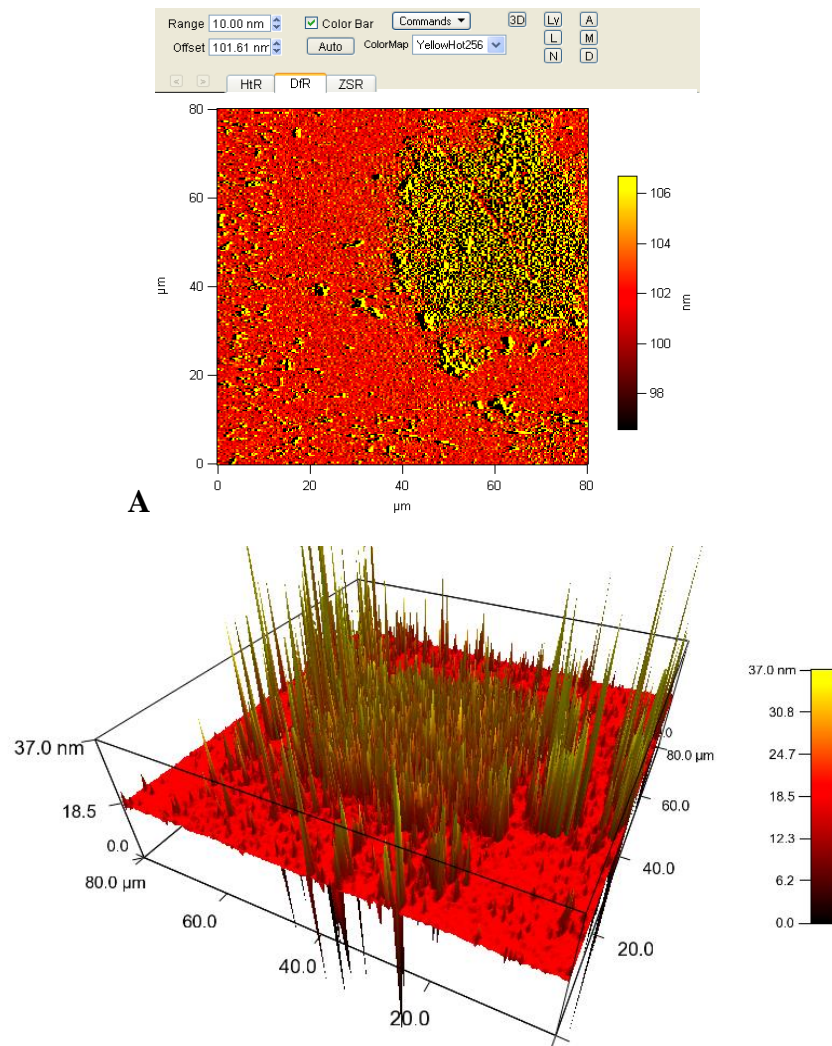 Range 10.00 nm Color Bar Commands 3D Ly A
Offset 101.61 nm Auto ColorMap YellowHot256 L M
N D
< > HtR DfR ZSR
80
60
40
20
0
µm
0 20 40 60 80
µm
106
104
102
100
98
nm
A
37.0 nm
18.5
0.0
80.0 µm
60.0
40.0
20.0
80.0 µm
60.0
40.0
20.0
37.0 nm
30.8
24.7
18.5
12.3
6.2
0.0